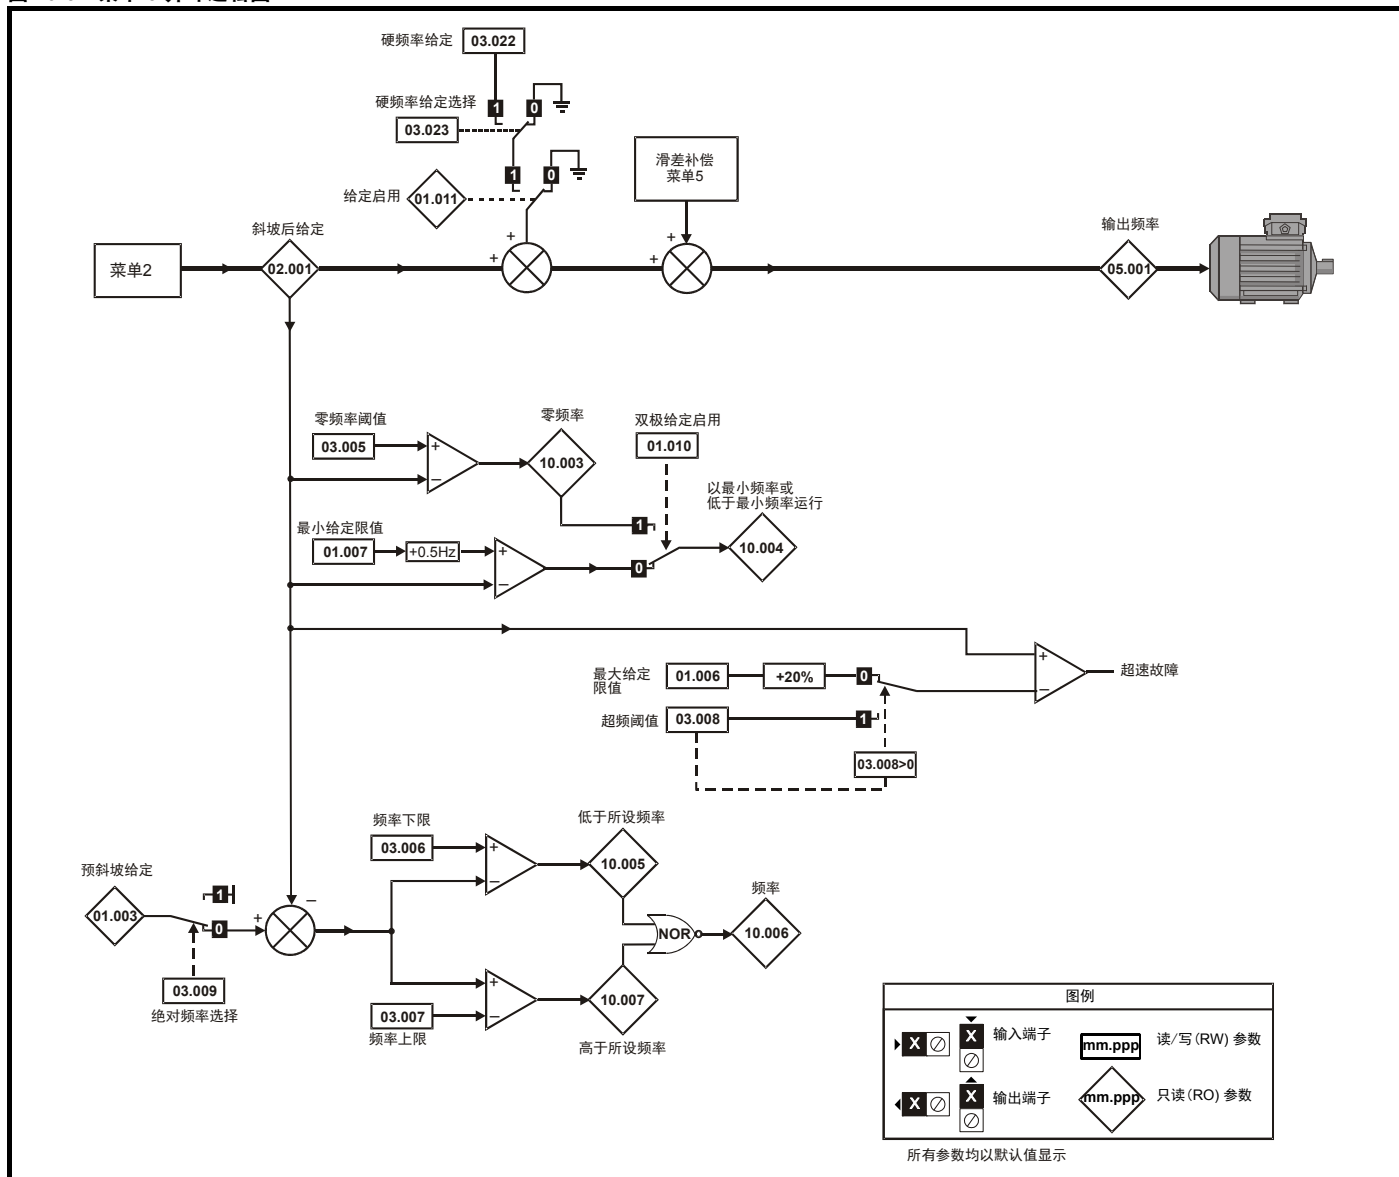 硬频率给定 03.022
1 0
硬频率给定选择
03.023
1 0
给定启用 01.011
滑差补偿
菜单5
斜坡后给定
输出频率
+ +
菜单2 02.001 + + 05.001
零频率阈值 零频率 双极给定启用
03.005 + 10.003 01.010
−
以最小频率或
低于最小频率运行
1
最小给定限值
01.007 +0.5Hz + 10.004
0
−
最大给定
限值
01.006 +20% 0
+
− 超速故障
超频阈值 03.008 1
03.008>0
频率下限 低于所设频率
03.006 + 10.005
−
预斜坡给定 频率
1 −
01.003 0 + NOR 10.006
03.009
绝对频率选择
+
10.007
03.007 −
频率上限
高于所设频率
图例
X X 输入端子 mm.ppp 读/写(RW) 参数
X X 输出端子 mm.ppp 只读(RO) 参数
所有参数均以默认值显示